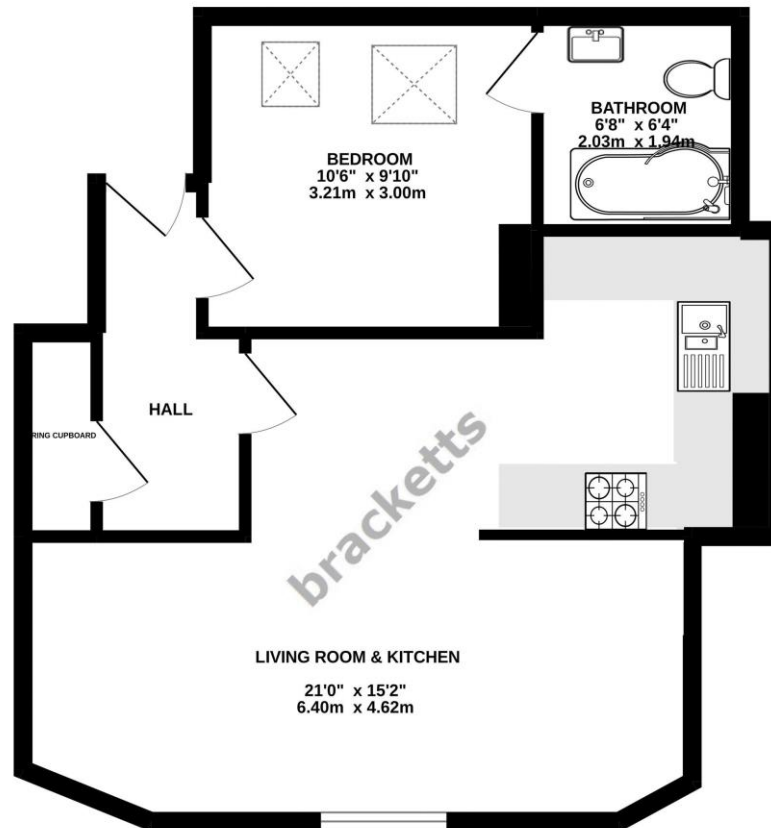 BATHROOM
6'8" x 6'4"
2.03m x 1.94m
BEDROOM
10'6" x 9'10"
3.21m x 3.00m
HALL
RING CUPBOARD
bracketts
LIVING ROOM & KITCHEN
21'0" x 15'2"
6.40m x 4.62m